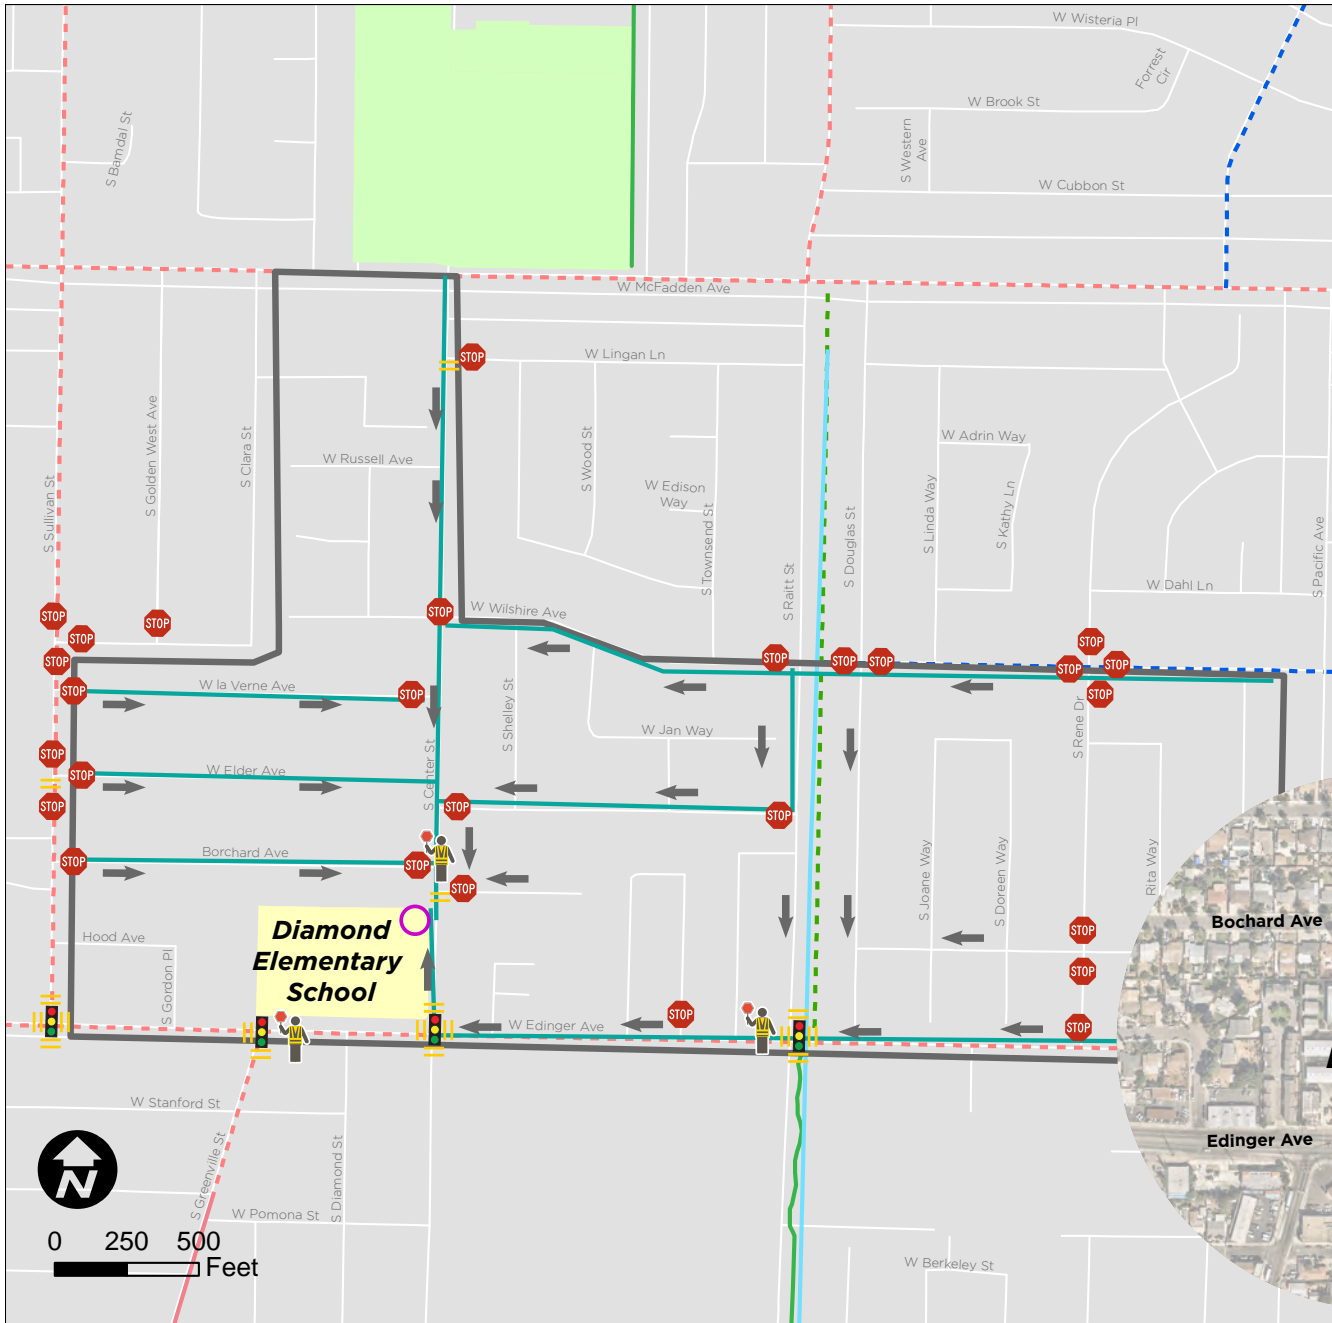 W Wisteria Pl
Forrest
Cir
W Brook St
S Bamdal St
S Western
Ave
W Cubbon St
W McFadden Ave
STOP
W Lingan Ln
S Golden West Ave
S Clara St
W Russell Ave
S Wood St
W Adrin Way
W Edison
Way
S Sullivan St
S Townsend St
S Raitt St
S Douglas St
S Linda Way
S Kathy Ln
S Pacific Ave
W Dahl Ln
STOP
STOP
STOP
STOP
W Wilshire Ave
STOP
STOP
STOP
STOP
STOP
STOP
STOP
STOP
STOP
W la Verne Ave
STOP
STOP
S Shelley St
W Jan Way
S Rene Dr
STOP
STOP
W Elder Ave
S Center St
STOP
STOP
STOP
STOP
Borchard Ave
STOP
STOP
S Joane Way
S Doreen Way
Rita Way
Diamond
Elementary
School
Bochard Ave
STOP
Hood Ave
S Gordon Pl
STOP
STOP
W Edinger Ave
STOP
W Stanford St
S Greenville St
S Diamond St
Edinger Ave
N
W Pomona St
0 250 500
Feet
W Berkeley St